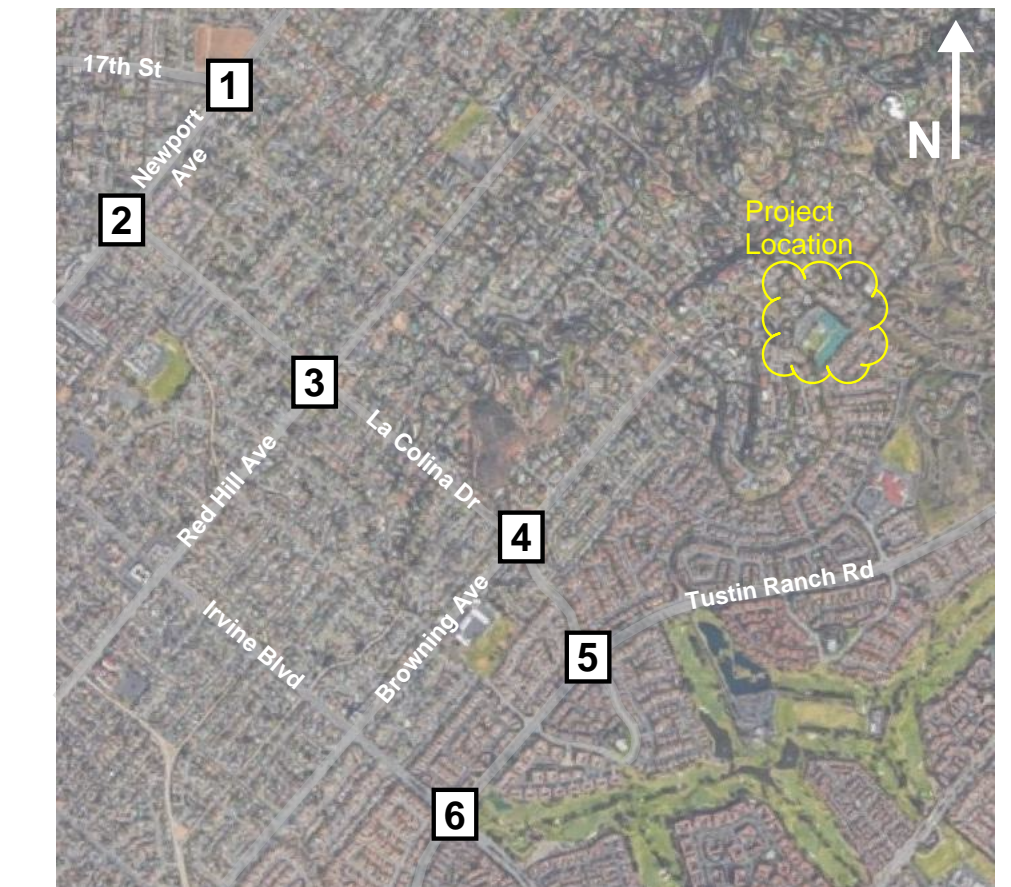 17th St
1
Newport
Ave
N
2
Project
Location
3
La Colina Dr
Red Hill Ave
4
Tustin Ranch Rd
Irvine Blvd
Browning Ave
5
6